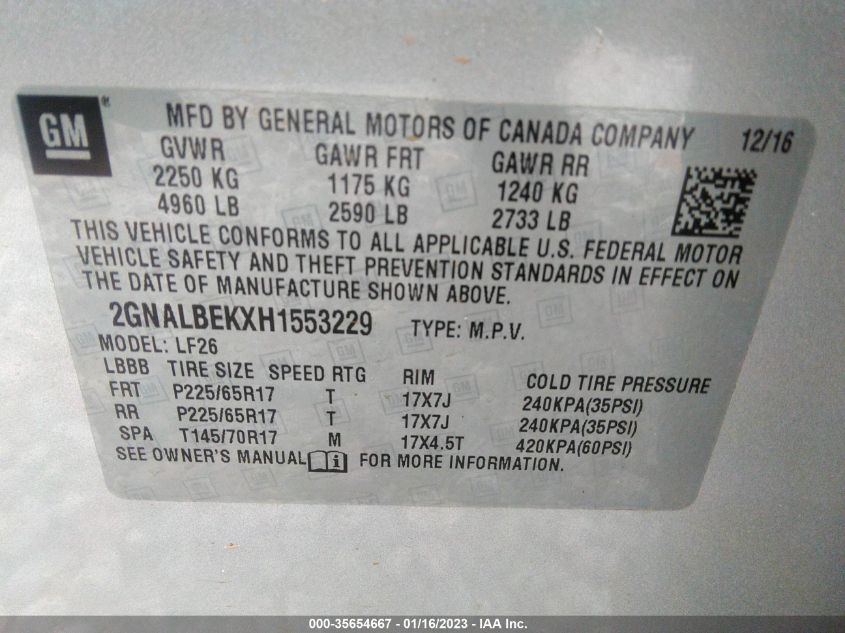 GM ® MFD BY GENERAL MOTORS OF CANADA COMPANY 12/16
GVWR GAWR FRT GAWR RR
2250 KG 1175 KG 1240 KG
4960 LB 2590 LB 2733 LB
THIS VEHICLE CONFORMS TO ALL APPLICABLE U.S. FEDERAL MOTOR
VEHICLE SAFETY AND THEFT PREVENTION STANDARDS IN EFFECT ON
THE DATE OF MANUFACTURE SHOWN ABOVE.
2GNALBEKXH1553229 TYPE: M.P.V.
MODEL: LF26
LBBB TIRE SIZE SPEED RTG RIM COLD TIRE PRESSURE
FRT P225/65R17 T 17X7J 240KPA(35PSI)
RR P225/65R17 T 17X7J 240KPA(35PSI)
SPA T145/70R17 M 17X4.5T 420KPA(60PSI)
SEE OWNER'S MANUAL i FOR MORE INFORMATION.
000-35654667 - 01/16/2023 - IAA Inc.